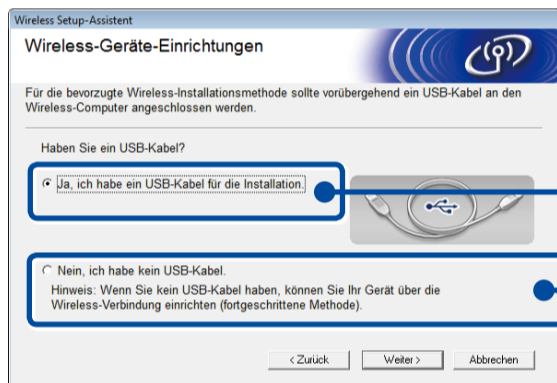 Wireless Setup-Assistent
Wireless-Geräte-Einrichtungen
Für die bevorzugte Wireless-Installationsmethode sollte vorübergehend ein USB-Kabel an den
Wireless-Computer angeschlossen werden.
Haben Sie ein USB-Kabel?
Ja, ich habe ein USB-Kabel für die Installation.
Nein, ich habe kein USB-Kabel.
Hinweis: Wenn Sie kein USB-Kabel haben, können Sie Ihr Gerät über die
Wireless-Verbindung einrichten (fortgeschrittene Methode).
< Zurück Weiter > Abbrechen